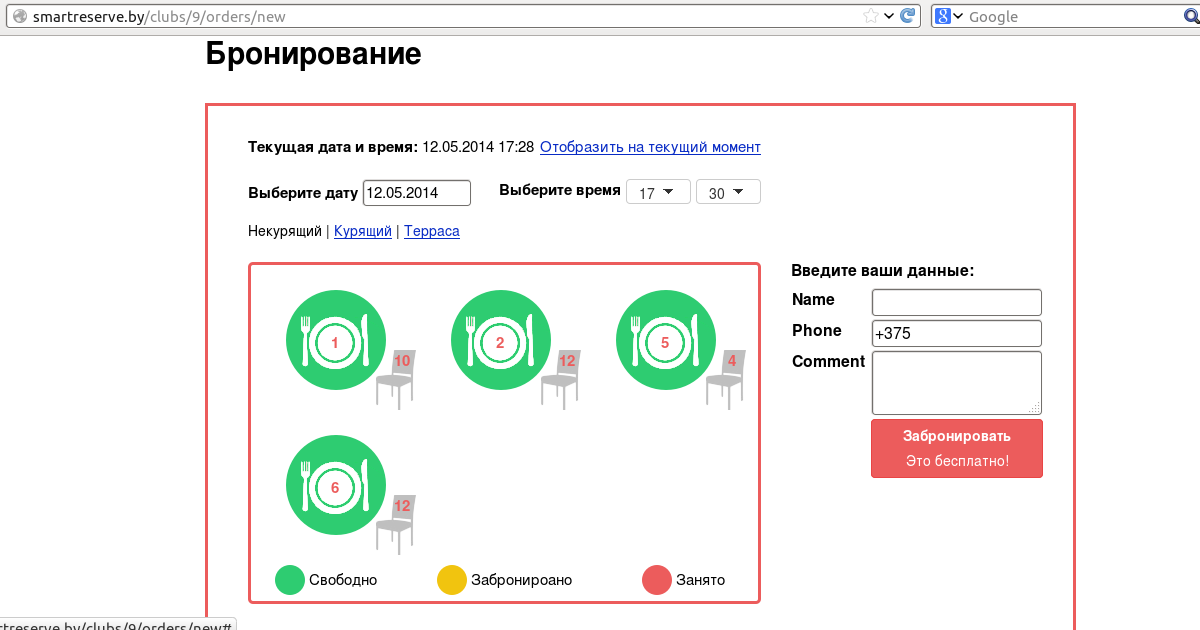 smartreserve.by/clubs/9/orders/new
Google
Бронирование
Текущая дата и время: 12.05.2014 17:28 Отобразить на текущий момент
Выберите дату 12.05.2014 Выберите время 17 30
Некурящий | Курящий | Терраса
1 10 2 12 5 4
6 12
Свободно Забронироано Занято
Введите ваши данные:
Name
Phone +375
Comment
Забронировать
Это бесплатно!
rtreserve.by/clubs/9/orders/new#